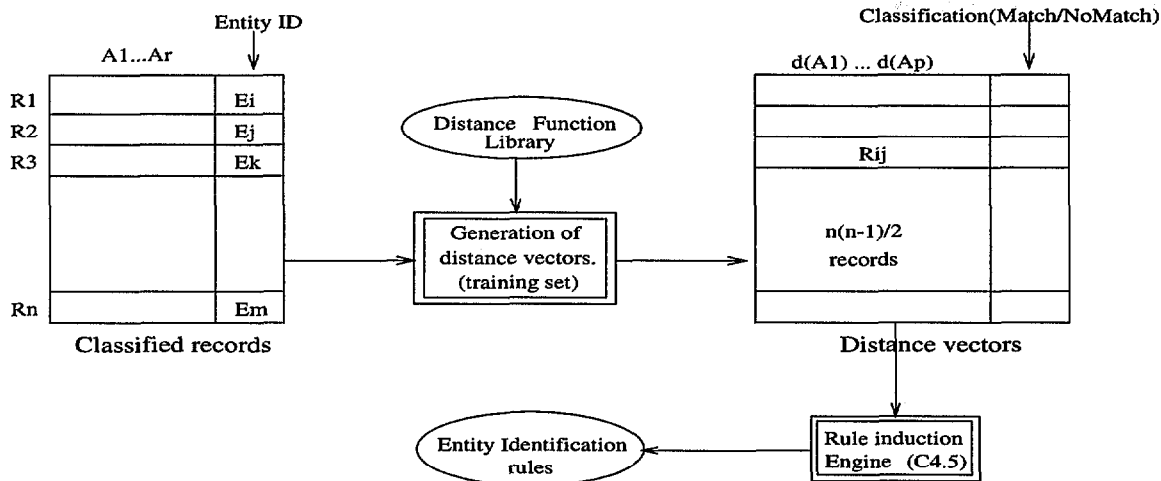 Entity ID
Classification(Match/NoMatch)
A1...Ar
d(A1) ... d(Ap)
R1
Ei
R2
Ej
R3
Ek
Distance Function
Library
Rij
Generation of
distance vectors.
(training set)
n(n-1)/2
records
Rn
Em
Classified records
Distance vectors
Entity Identification
rules
Rule induction
Engine (C4.5)